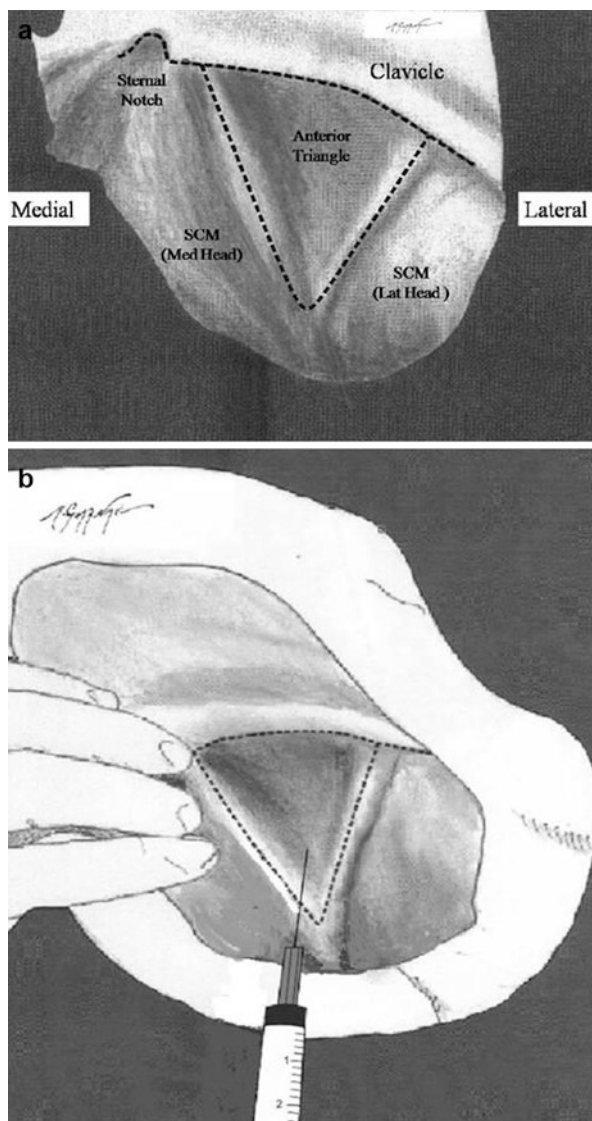 a
Clavicle
Sternal
Notch
Anterior
Triangle
Medial
Lateral
SCM
(Med Head)
SCM
(Lat Head )
b
1
2